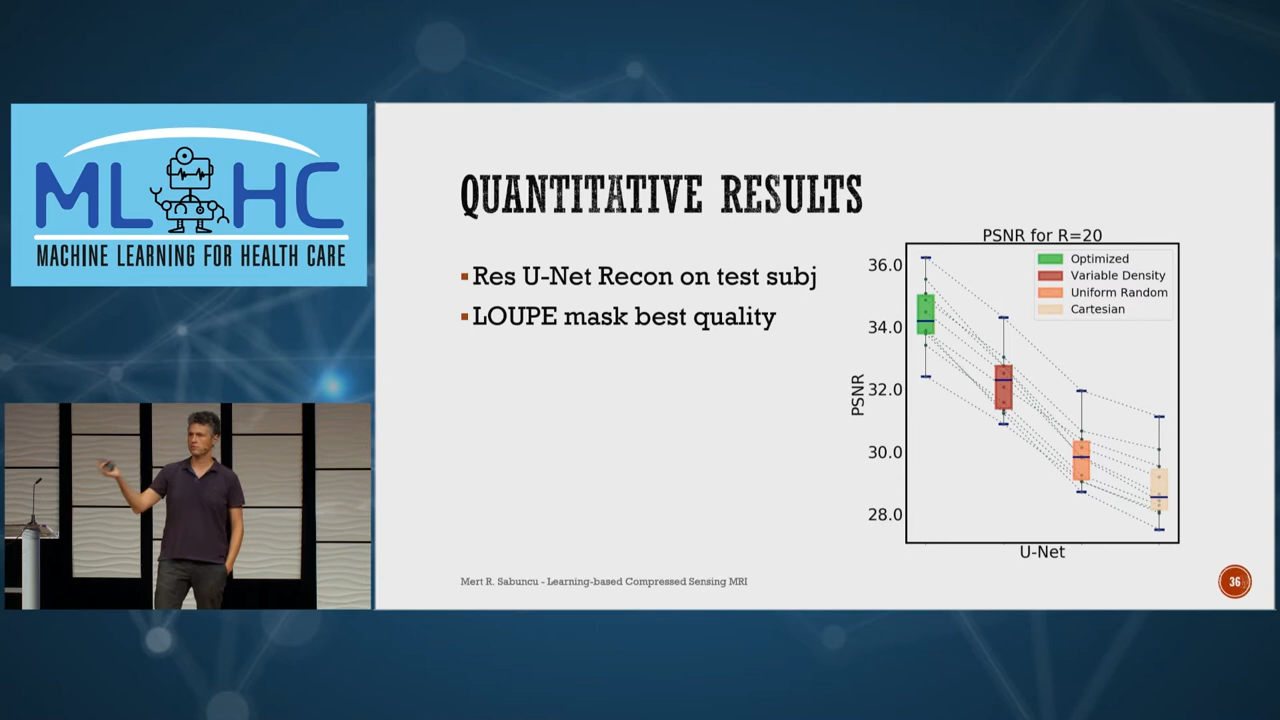 ML HC
MACHINE LEARNING FOR HEALTH CARE
QUANTITATIVE RESULTS
▪Res U-Net Recon on test subj
▪LOUPE mask best quality
PSNR for R=20
Optimized
Variable Density
Uniform Random
Cartesian
36.0
34.0
32.0
30.0
28.0
PSNR
U-Net
Mert R. Sabuncu - Learning-based Compressed Sensing MRI
36